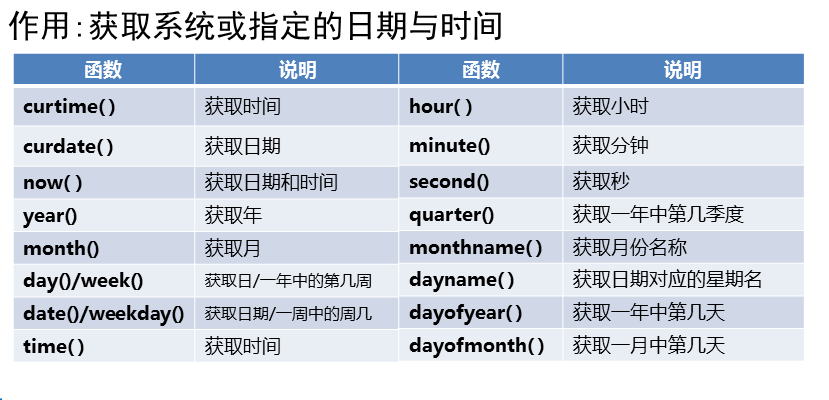 作用:获取系统或指定的日期与时间
函数 说明 函数 说明
curtime( ) 获取时间 hour( ) 获取小时
curdate( ) 获取日期 minute() 获取分钟
now( ) 获取日期和时间 second() 获取秒
year() 获取年 quarter() 获取一年中第几季度
month() 获取月 monthname( ) 获取月份名称
day()/week() 获取日/一年中的第几周 dayname( ) 获取日期对应的星期名
date()/weekday() 获取日期/一周中的周几 dayofyear( ) 获取一年中第几天
time( ) 获取时间 dayofmonth( ) 获取一月中第几天